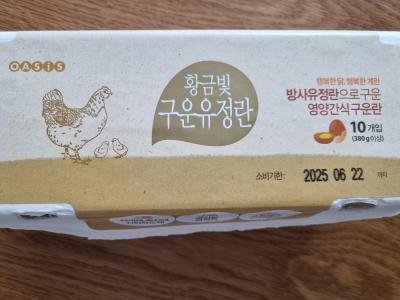 OASIS
황금빛
구운유정란
행복한 닭, 행복한 계란
방사유정란으로구운
영양간식구운란
10개입
(380g이상)
소비기한: 2025 06 22 까지